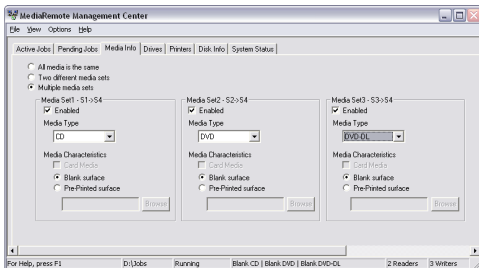 MediaRemote Management Center
File View Options Help
Active Jobs Pending Jobs Media Info Drives Printers Disk Info System Status
All media is the same
Two different media sets
Multiple media sets
Media Set1 - S1->S4 Media Set2 - S2->S4 Media Set3 - S3->S4
Enabled Enabled Enabled
Media Type Media Type Media Type
CD DVD DVD-DL
Media Characteristics Media Characteristics Media Characteristics
Card Media Card Media Card Media
Blank surface Blank surface Blank surface
Pre-Printed surface Pre-Printed surface Pre-Printed surface
Browse Browse Browse
For Help, press F1 D:\Jobs Running Blank CD | Blank DVD | Blank DVD-DL 2 Readers 3 Writers